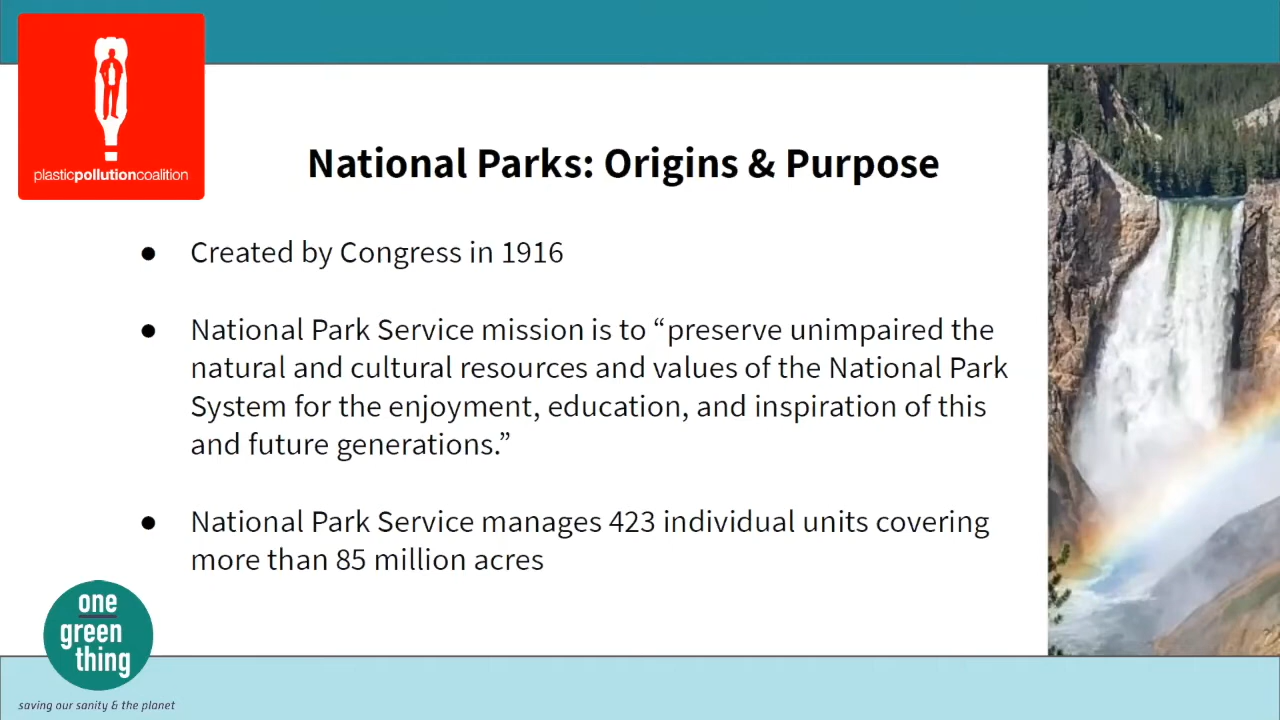 plasticpollutioncoalition
National Parks: Origins & Purpose
● Created by Congress in 1916
● National Park Service mission is to “preserve unimpaired the
natural and cultural resources and values of the National Park
System for the enjoyment, education, and inspiration of this
and future generations.”
● National Park Service manages 423 individual units covering
more than 85 million acres
one
green
thing
saving our sanity & the planet